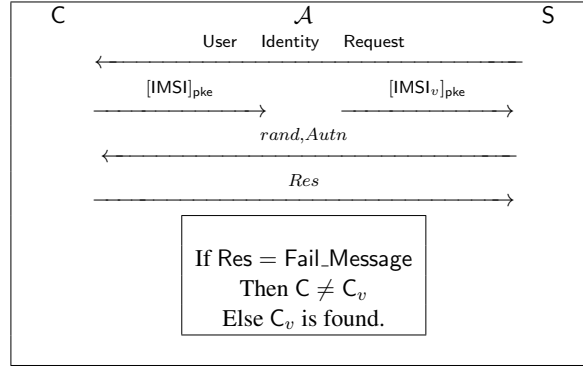 C A S
User Identity Request
[IMSI]pke [IMSIv]pke
rand,Autn
Res
If Res = Fail_Message
Then C ≠ Cv
Else Cv is found.